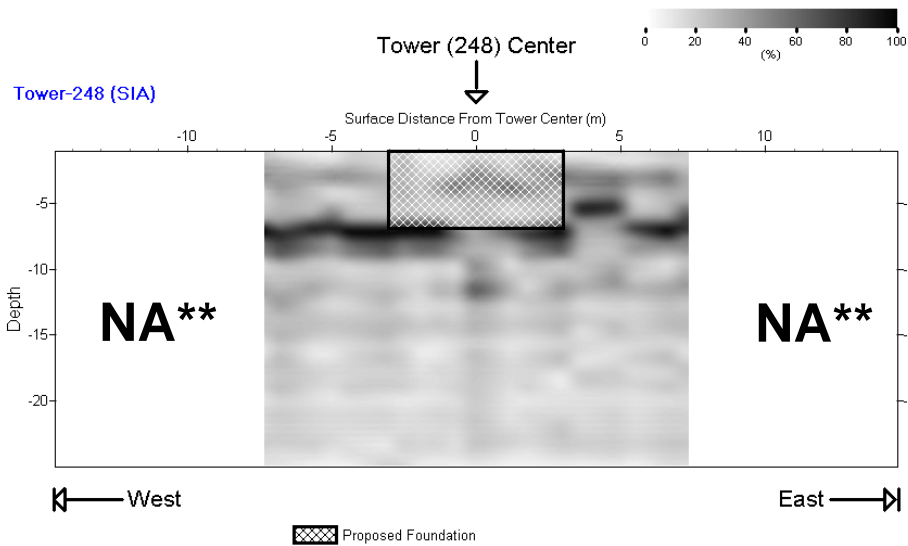 0 20 40 60 80 100
(%)
Tower (248) Center
Tower-248 (SIA)
Surface Distance From Tower Center (m)
-10 -5 0 5 10
-5
-10
-15
-20
Depth
NA** NA**
West East
Proposed Foundation